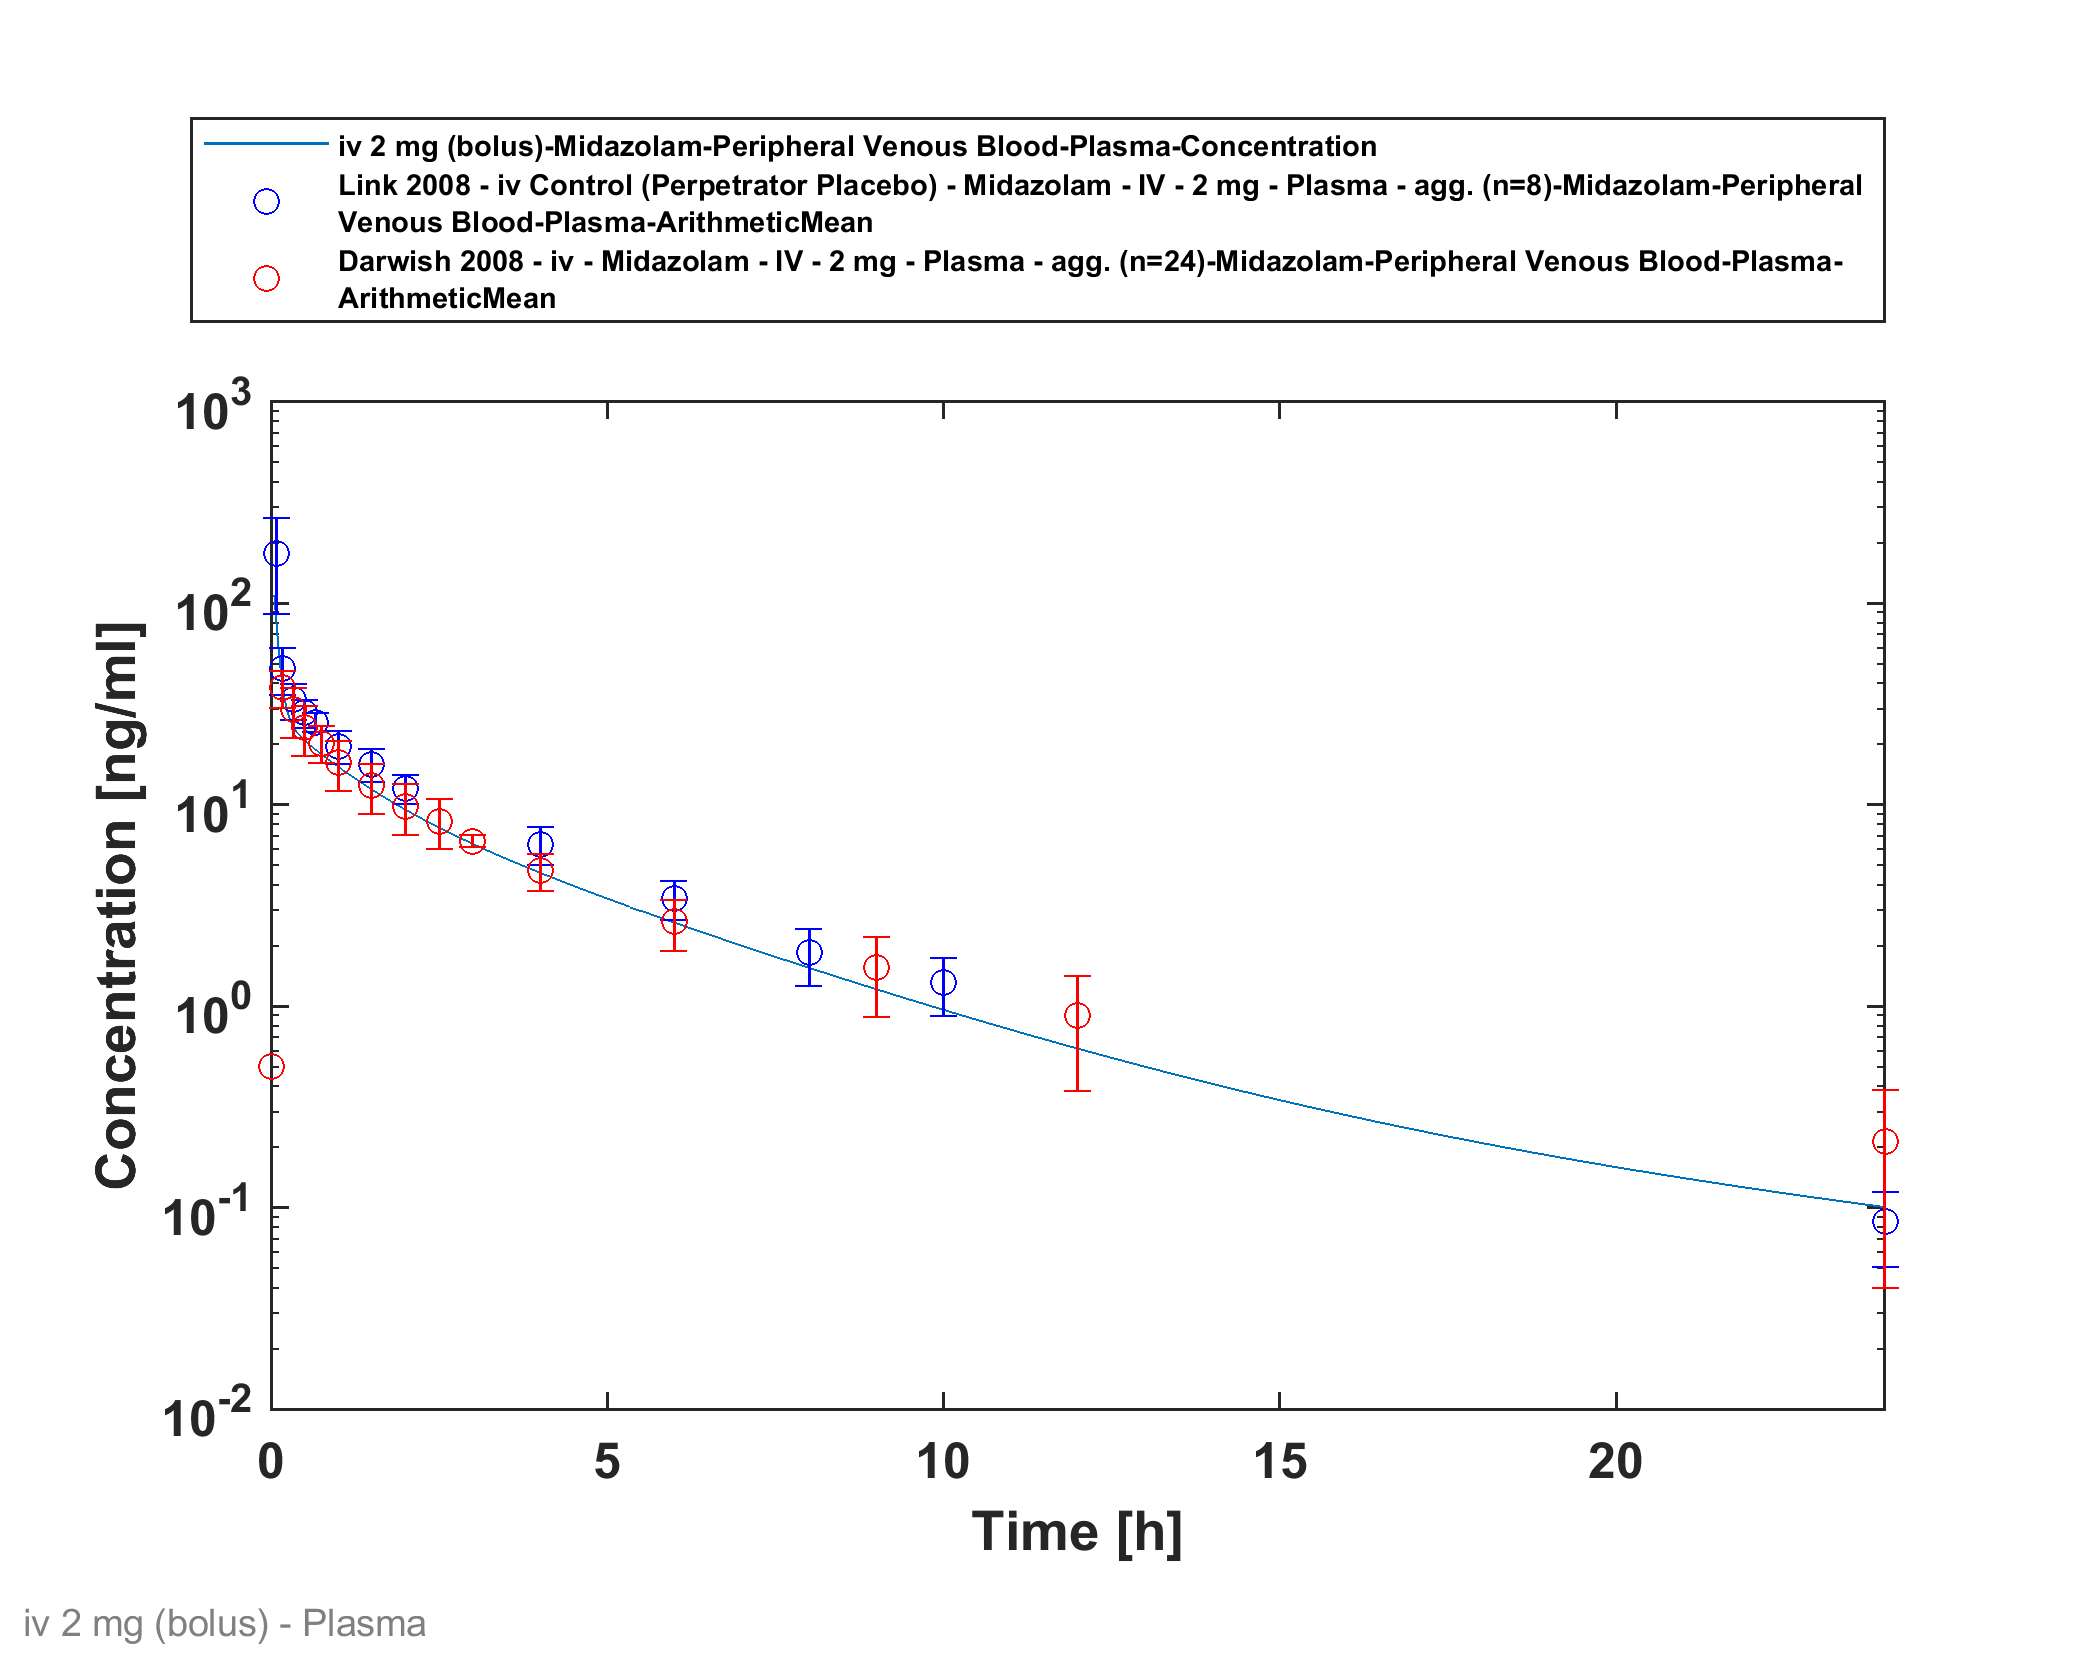 iv 2 mg (bolus)-Midazolam-Peripheral Venous Blood-Plasma-Concentration
Link 2008 - iv Control (Perpetrator Placebo) - Midazolam - IV - 2 mg - Plasma - agg. (n=8)-Midazolam-Peripheral
Venous Blood-Plasma-ArithmeticMean
Darwish 2008 - iv - Midazolam - IV - 2 mg - Plasma - agg. (n=24)-Midazolam-Peripheral Venous Blood-Plasma-
ArithmeticMean
10^3
10^2
10^1
10^0
10^-1
10^-2
Concentration [ng/ml]
0 5 10 15 20
Time [h]
iv 2 mg (bolus) - Plasma